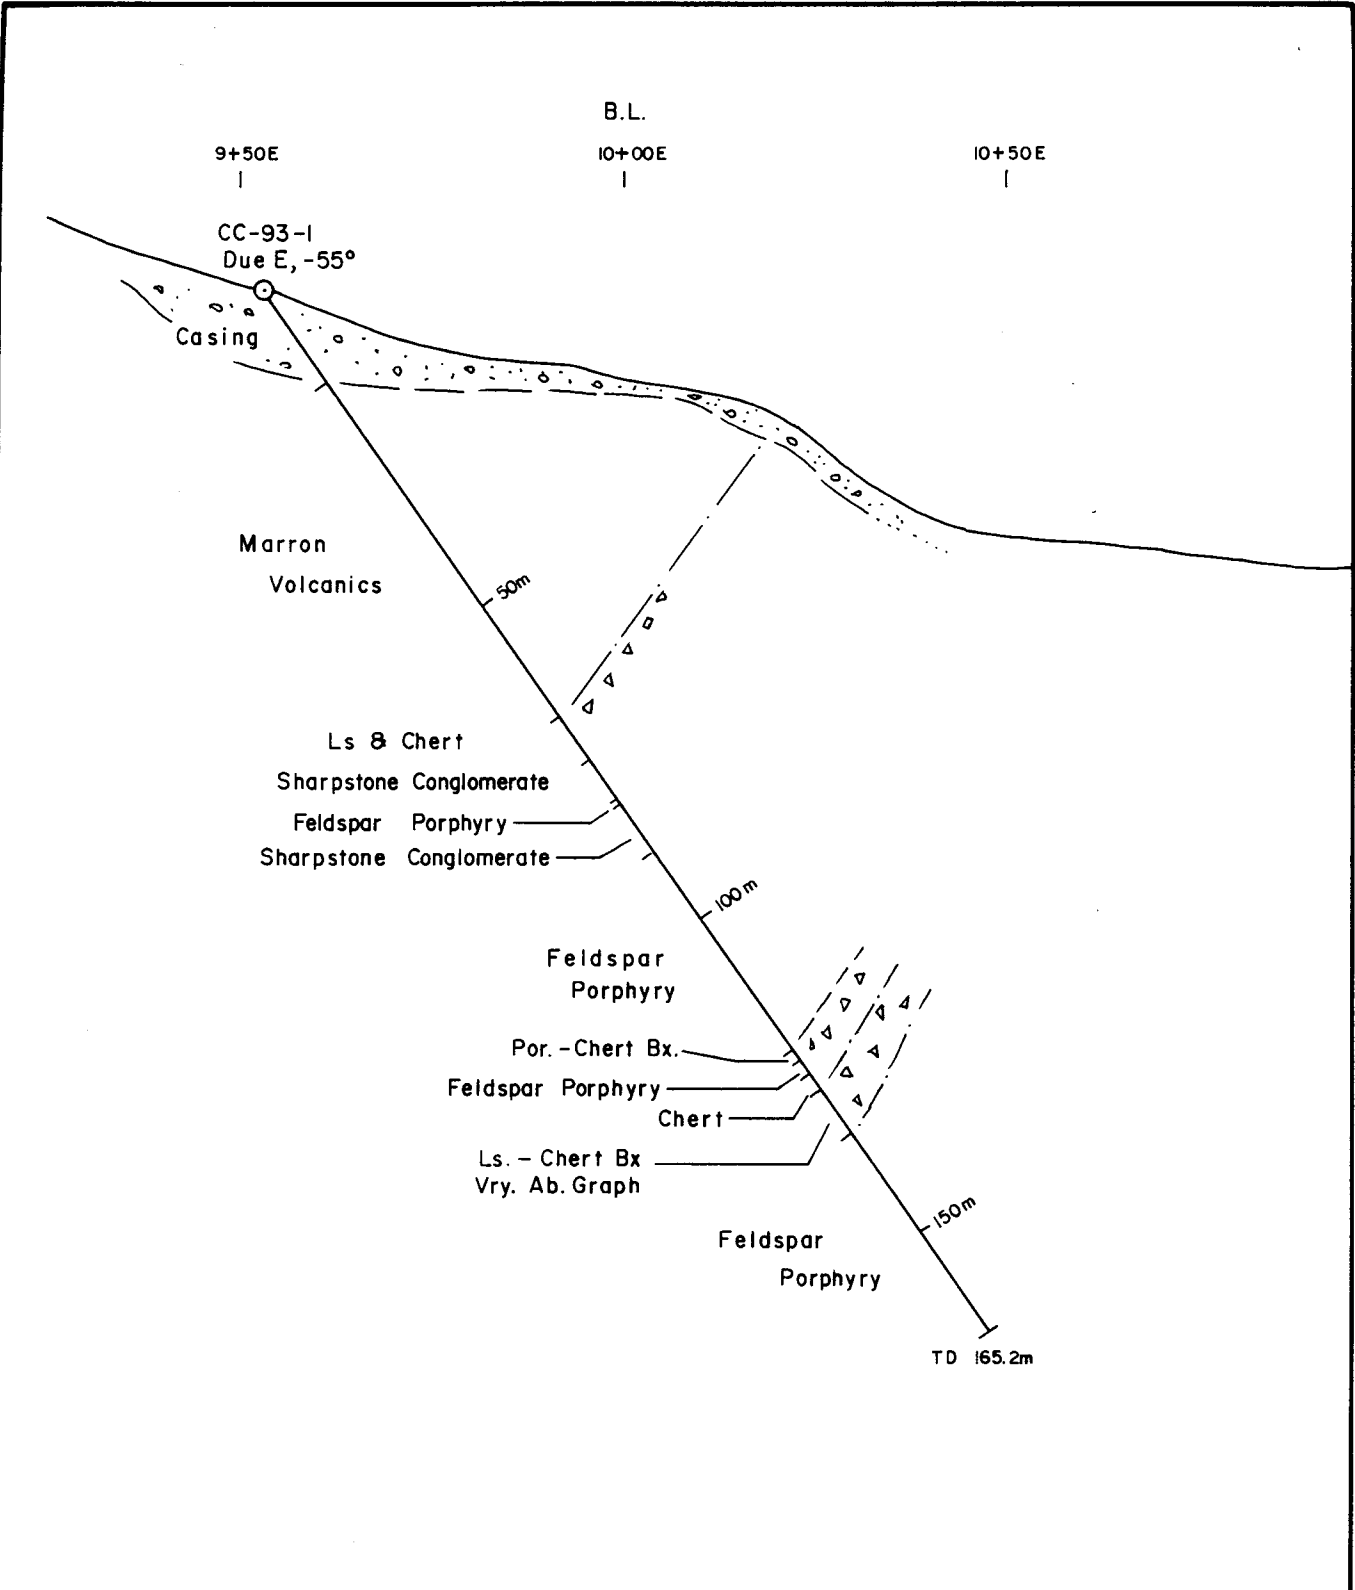 B.L.
9+50E 10+00E 10+50E
CC-93-1
Due E, -55°
Casing
Marron
Volcanics
50m
Ls & Chert
Sharpstone Conglomerate
Feldspar Porphyry
Sharpstone Conglomerate
100m
Feldspar
Porphyry
Por. - Chert Bx.
Feldspar Porphyry
Chert
Ls. - Chert Bx
Vry. Ab. Graph
150m
Feldspar
Porphyry
TD 165.2m